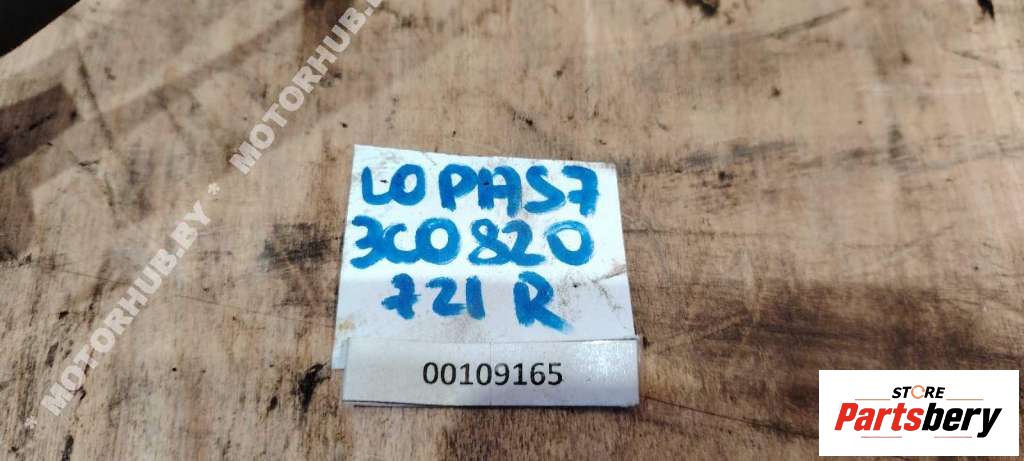 * MOTORHUB.BY * MOTORHUB.BY
LO PAS7
3C0820
721 R
00109165
STORE
Partsbery